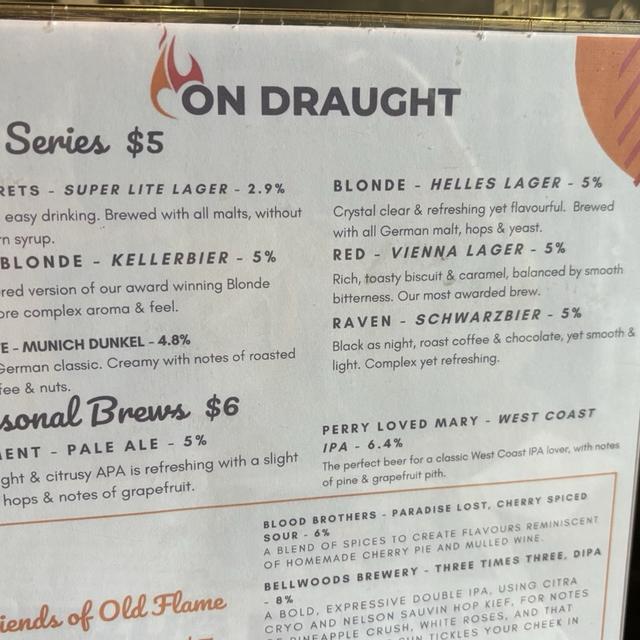 ON DRAUGHT
Series $5
RETS - SUPER LITE LAGER - 2.9%
easy drinking. Brewed with all malts, without
rn syrup.
BLONDE - KELLERBIER - 5%
red version of our award winning Blonde
ore complex aroma & feel.
E - MUNICH DUNKEL - 4.8%
German classic. Creamy with notes of roasted
fee & nuts.
BLONDE - HELLES LAGER - 5%
Crystal clear & refreshing yet flavourful. Brewed
with all German malt, hops & yeast.
RED - VIENNA LAGER - 5%
Rich, toasty biscuit & caramel, balanced by smooth
bitterness. Our most awarded brew.
RAVEN - SCHWARZBIER - 5%
Black as night, roast coffee & chocolate, yet smooth &
light. Complex yet refreshing.
sonal Brews $6
ENT - PALE ALE - 5%
ght & citrusy APA is refreshing with a slight
hops & notes of grapefruit.
PERRY LOVED MARY - WEST COAST
IPA - 6.4%
The perfect beer for a classic West Coast IPA lover, with notes
of pine & grapefruit pith.
iends of Old Flame
BLOOD BROTHERS - PARADISE LOST, CHERRY SPICED
SOUR - 6%
A BLEND OF SPICES TO CREATE FLAVOURS REMINISCENT
OF HOMEMADE CHERRY PIE AND MULLED WINE.
BELLWOODS BREWERY - THREE TIMES THREE, DIPA
- 8%
A BOLD, EXPRESSIVE DOUBLE IPA, USING CITRA
CRYO AND NELSON SAUVIN HOP KIEF, FOR NOTES
OF PINEAPPLE CRUSH, WHITE ROSES, AND THAT
TICKLES YOUR CHEEK IN